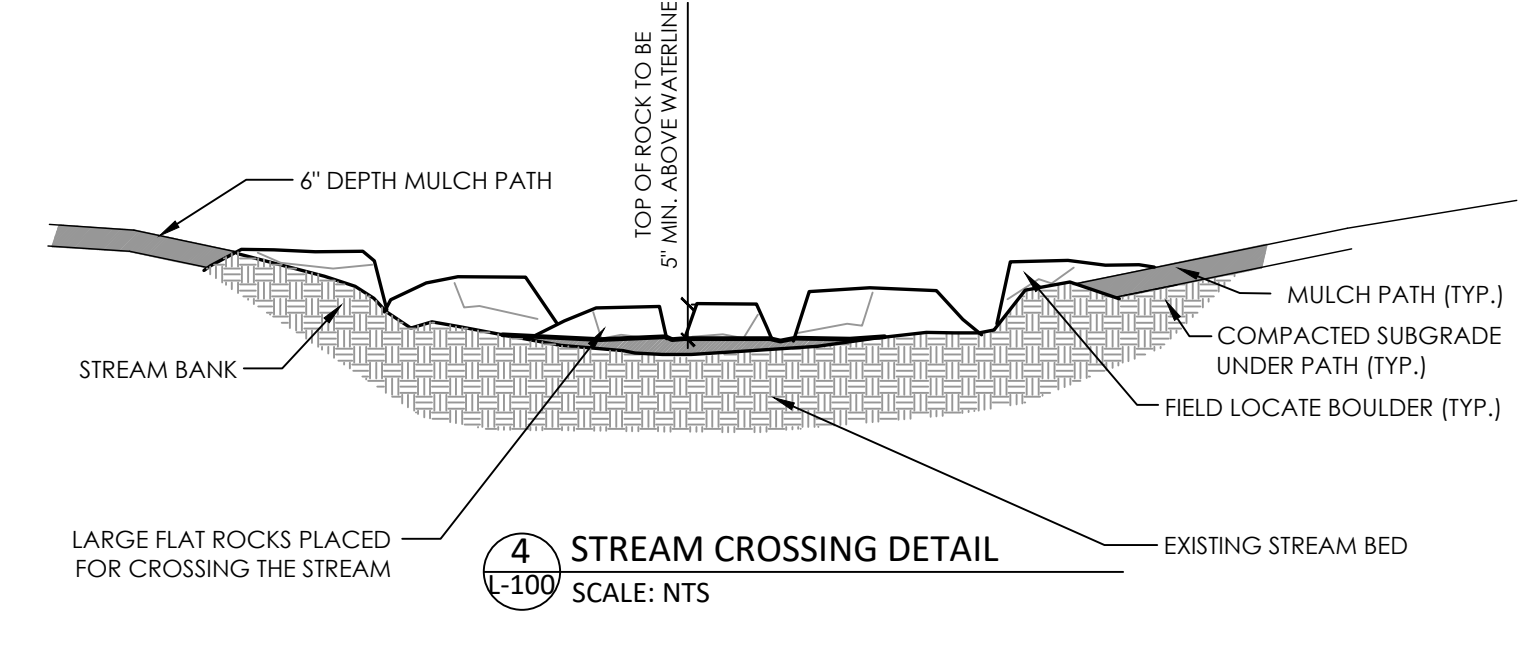 TOP OF ROCK TO BE
5" MIN. ABOVE WATERLINE
6" DEPTH MULCH PATH
STREAM BANK
MULCH PATH (TYP.)
COMPACTED SUBGRADE
UNDER PATH (TYP.)
FIELD LOCATE BOULDER (TYP.)
LARGE FLAT ROCKS PLACED
FOR CROSSING THE STREAM
EXISTING STREAM BED
4
L-100
STREAM CROSSING DETAIL
SCALE: NTS